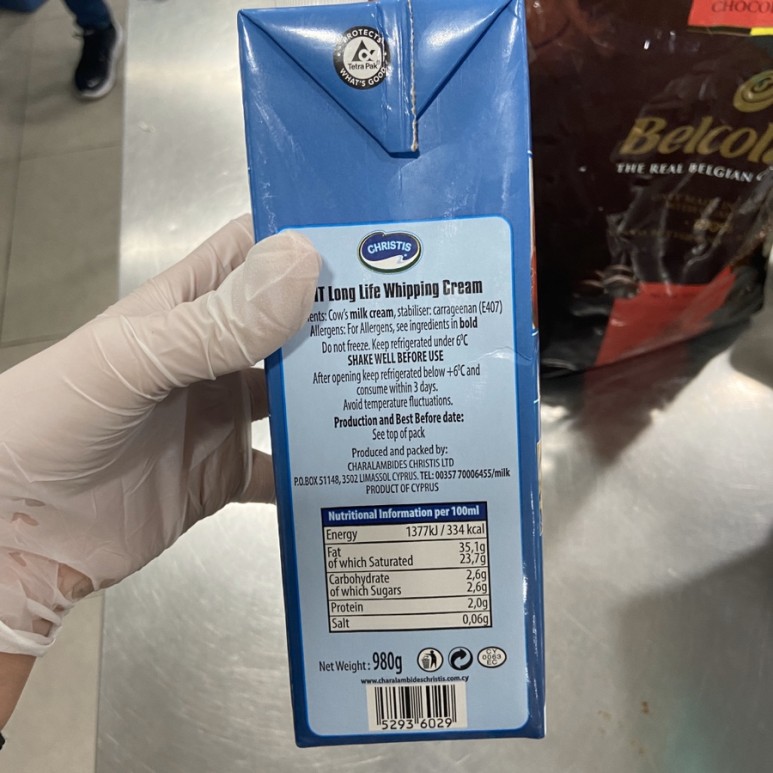 PROTECTS
Tetra Pak
WHAT'S GOOD
CHRISTIS
Long Life Whipping Cream
Cow's milk cream, stabiliser: carrageenan (E407)
Allergens: For Allergens, see ingredients in bold
Do not freeze. Keep refrigerated under 6ºC
SHAKE WELL BEFORE USE
After opening keep refrigerated below +6ºC and
consume within 3 days.
Avoid temperature fluctuations.
Production and Best Before date:
See top of pack
Produced and packed by:
CHARALAMBIDES CHRISTIS LTD
P.O.BOX 51148, 3502 LIMASSOL CYPRUS. TEL: 00357 70006455/milk
PRODUCT OF CYPRUS
Nutritional Information per 100ml
Energy 1377kJ / 334 kcal
Fat 35,1g
of which Saturated 23,7g
Carbohydrate 2,6g
of which Sugars 2,6g
Protein 2,0g
Salt 0,06g
Net Weight: 980g
CY
0063
EC
www.charalambideschristis.com.cy
5293 6029
THE REAL BELGIAN